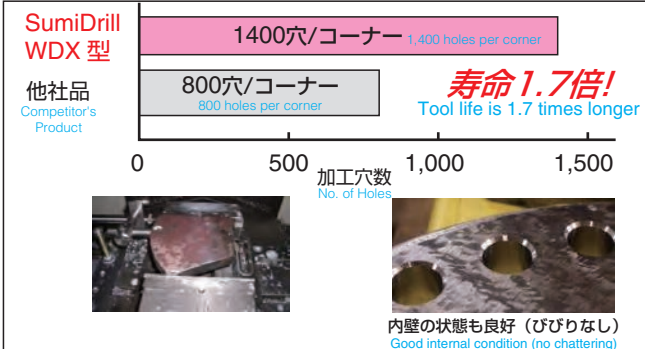 SumiDrill
WDX 型
1400穴/コーナー 1,400 holes per corner
他社品
Competitor's
Product
800穴/コーナー
800 holes per corner
寿命1.7倍!
Tool life is 1.7 times longer
0 500 1,000 1,500
加工穴数
No. of Holes
内壁の状態も良好（びびりなし）
Good internal condition (no chattering)